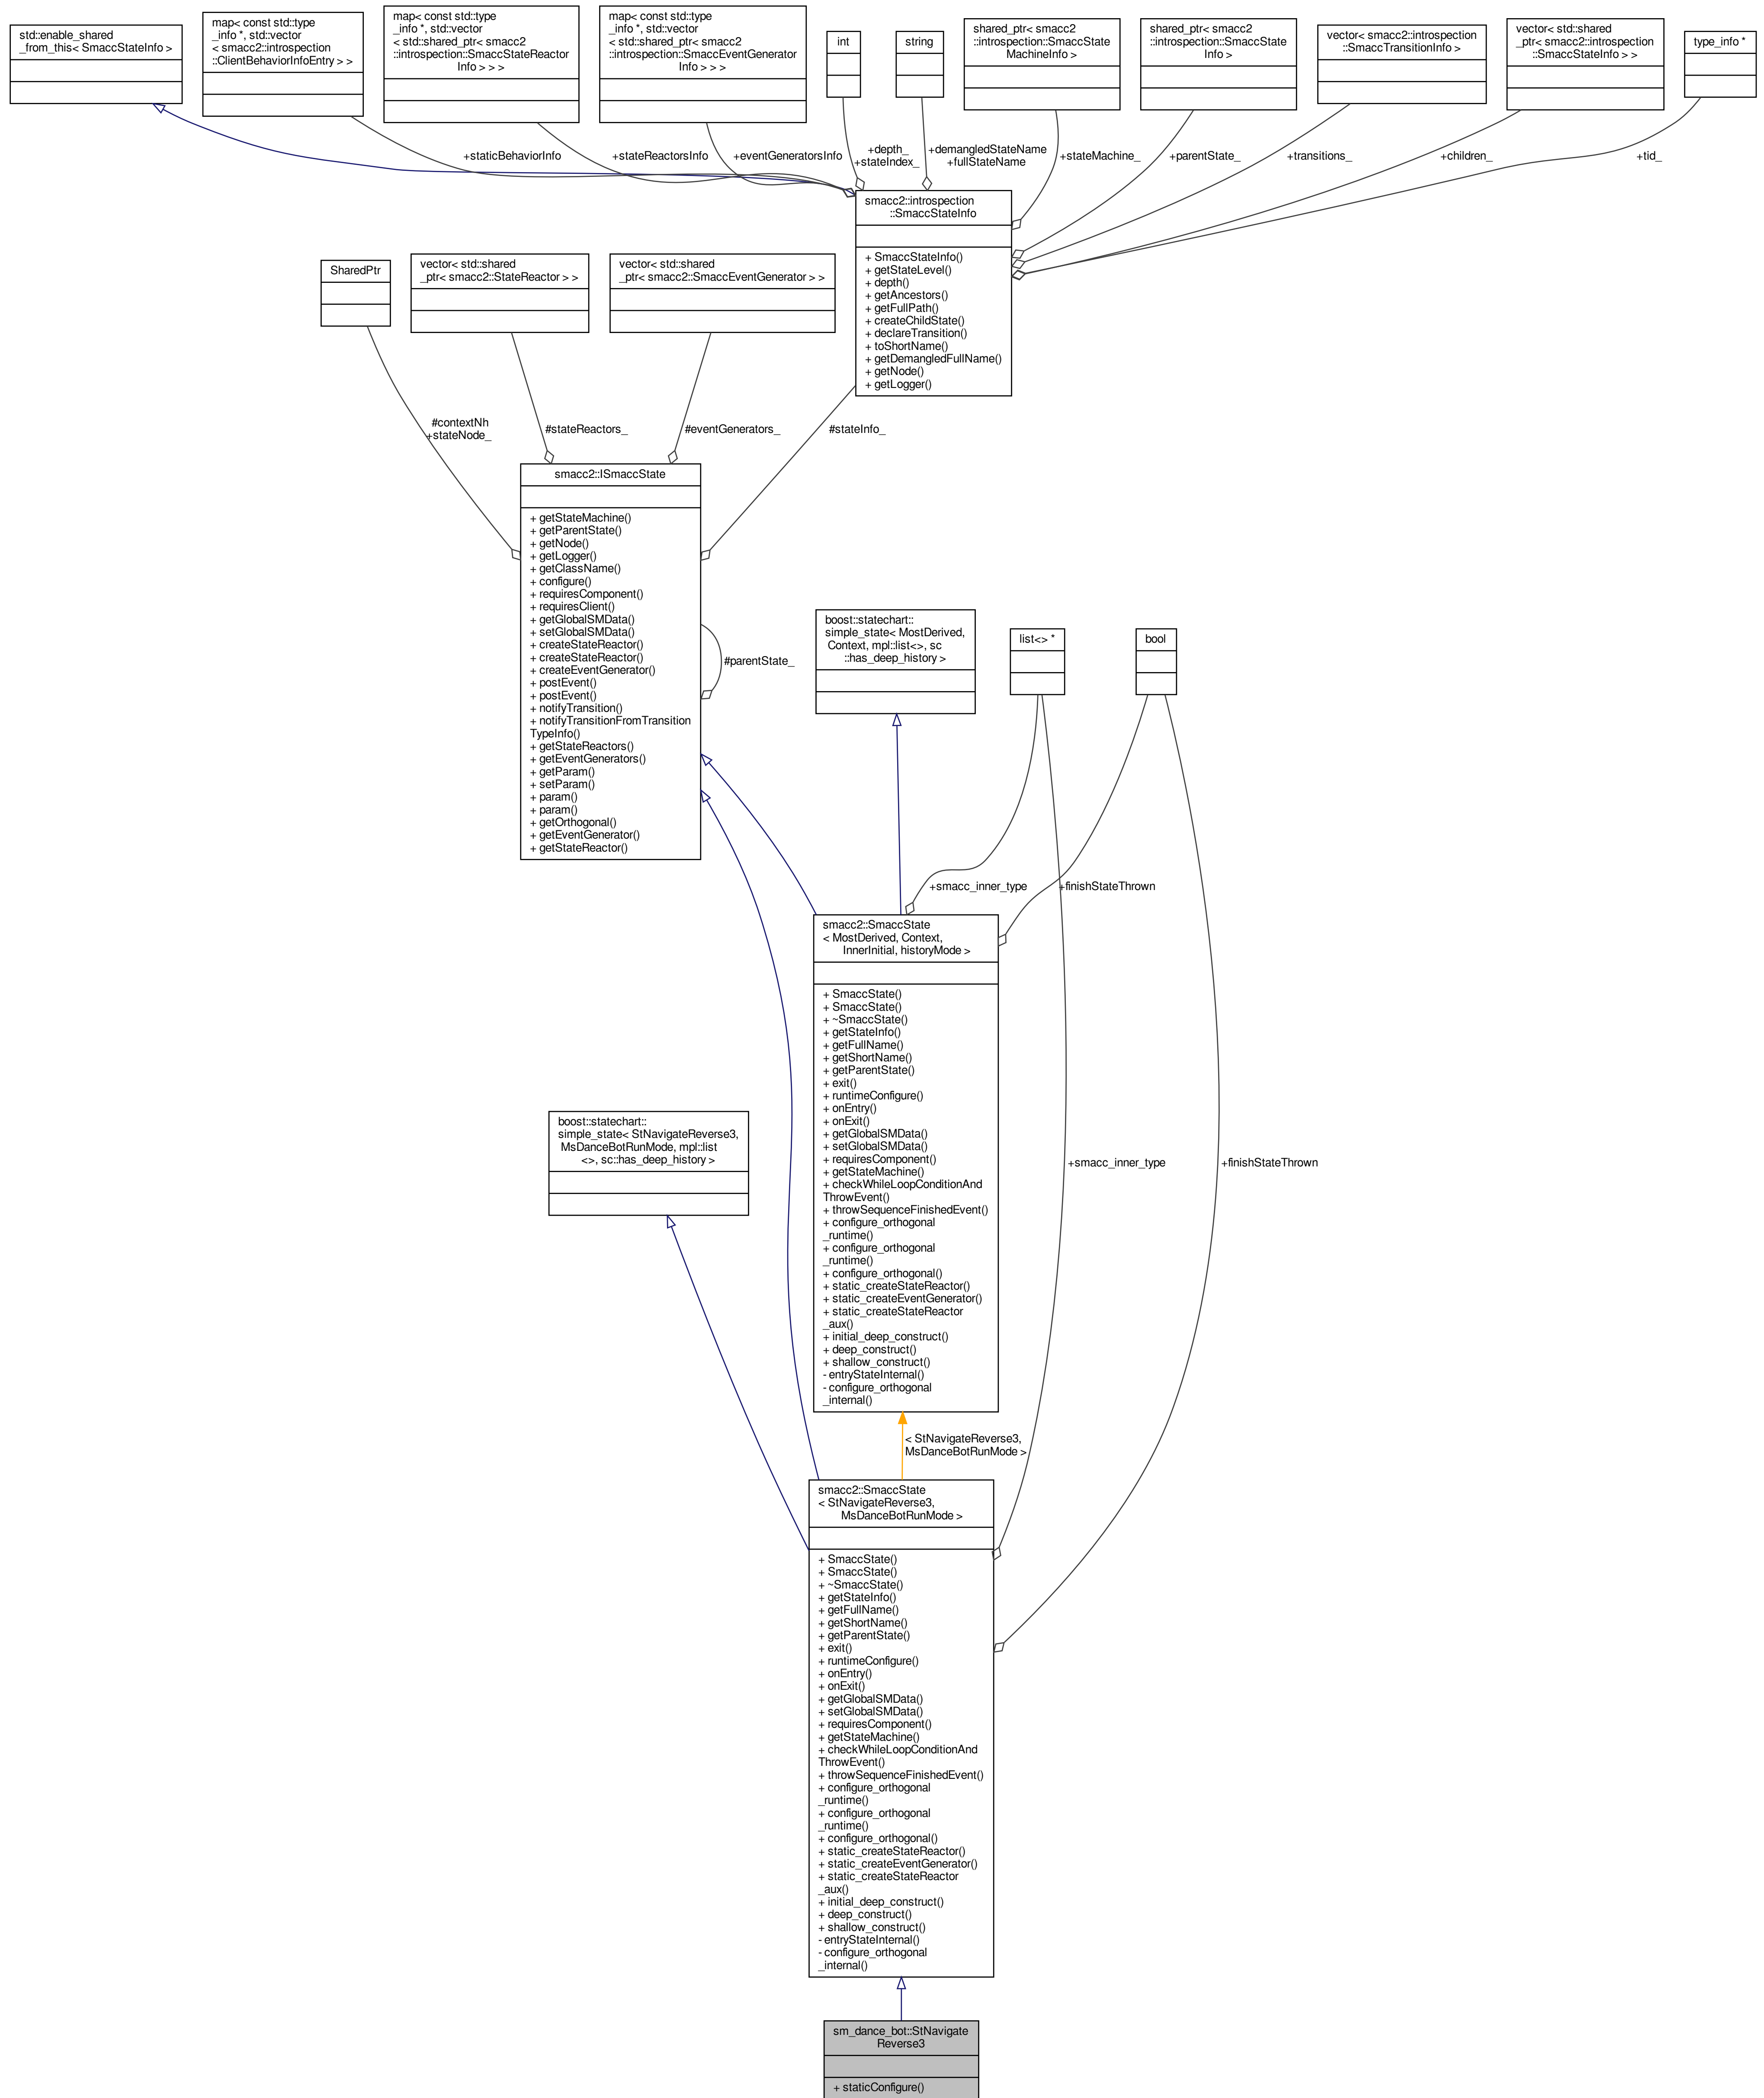 std::enable_shared
_from_this< SmaccStateInfo >
map< const std::type
_info *, std::vector
< smacc2::introspection
::ClientBehaviorInfoEntry > >
map< const std::type
_info *, std::vector
< std::shared_ptr< smacc2
::introspection::SmaccStateReactor
Info > > >
map< const std::type
_info *, std::vector
< std::shared_ptr< smacc2
::introspection::SmaccEventGenerator
Info > > >
int
string
shared_ptr< smacc2
::introspection::SmaccState
MachineInfo >
shared_ptr< smacc2
::introspection::SmaccState
Info >
vector< smacc2::introspection
::SmaccTransitionInfo >
vector< std::shared
_ptr< smacc2::introspection
::SmaccStateInfo > >
type_info *
+staticBehaviorInfo
+stateReactorsInfo
+eventGeneratorsInfo
+depth_
+stateIndex_
+demangledStateName
+fullStateName
+stateMachine_
+parentState_
+transitions_
+children_
+tid_
smacc2::introspection
::SmaccStateInfo
+ SmaccStateInfo()
+ getStateLevel()
+ depth()
+ getAncestors()
+ getFullPath()
+ createChildState()
+ declareTransition()
+ toShortName()
+ getDemangledFullName()
+ getNode()
+ getLogger()
SharedPtr
vector< std::shared
_ptr< smacc2::StateReactor > >
vector< std::shared
_ptr< smacc2::SmaccEventGenerator > >
#contextNh
+stateNode_
#stateReactors_
#eventGenerators_
#stateInfo_
smacc2::ISmaccState
+ getStateMachine()
+ getParentState()
+ getNode()
+ getLogger()
+ getClassName()
+ configure()
+ requiresComponent()
+ requiresClient()
+ getGlobalSMData()
+ setGlobalSMData()
+ createStateReactor()
+ createStateReactor()
+ createEventGenerator()
+ postEvent()
+ postEvent()
+ notifyTransition()
+ notifyTransitionFromTransition
TypeInfo()
+ getStateReactors()
+ getEventGenerators()
+ getParam()
+ setParam()
+ param()
+ param()
+ getOrthogonal()
+ getEventGenerator()
+ getStateReactor()
#parentState_
boost::statechart::
simple_state< MostDerived,
Context, mpl::list<>, sc
::has_deep_history >
list<> *
bool
+smacc_inner_type
+finishStateThrown
smacc2::SmaccState
< MostDerived, Context,
InnerInitial, historyMode >
+ SmaccState()
+ SmaccState()
+ ~SmaccState()
+ getStateInfo()
+ getFullName()
+ getShortName()
+ getParentState()
+ exit()
+ runtimeConfigure()
+ onEntry()
+ onExit()
+ getGlobalSMData()
+ setGlobalSMData()
+ requiresComponent()
+ getStateMachine()
+ checkWhileLoopConditionAnd
ThrowEvent()
+ throwSequenceFinishedEvent()
+ configure_orthogonal
_runtime()
+ configure_orthogonal
_runtime()
+ configure_orthogonal()
+ static_createStateReactor()
+ static_createEventGenerator()
+ static_createStateReactor
_aux()
+ initial_deep_construct()
+ deep_construct()
+ shallow_construct()
- entryStateInternal()
- configure_orthogonal
_internal()
boost::statechart::
simple_state< StNavigateReverse3,
MsDanceBotRunMode, mpl::list
<>, sc::has_deep_history >
+smacc_inner_type
+finishStateThrown
< StNavigateReverse3,
MsDanceBotRunMode >
smacc2::SmaccState
< StNavigateReverse3,
MsDanceBotRunMode >
+ SmaccState()
+ SmaccState()
+ ~SmaccState()
+ getStateInfo()
+ getFullName()
+ getShortName()
+ getParentState()
+ exit()
+ runtimeConfigure()
+ onEntry()
+ onExit()
+ getGlobalSMData()
+ setGlobalSMData()
+ requiresComponent()
+ getStateMachine()
+ checkWhileLoopConditionAnd
ThrowEvent()
+ throwSequenceFinishedEvent()
+ configure_orthogonal
_runtime()
+ configure_orthogonal
_runtime()
+ configure_orthogonal()
+ static_createStateReactor()
+ static_createEventGenerator()
+ static_createStateReactor
_aux()
+ initial_deep_construct()
+ deep_construct()
+ shallow_construct()
- entryStateInternal()
- configure_orthogonal
_internal()
sm_dance_bot::StNavigate
Reverse3
+ staticConfigure()